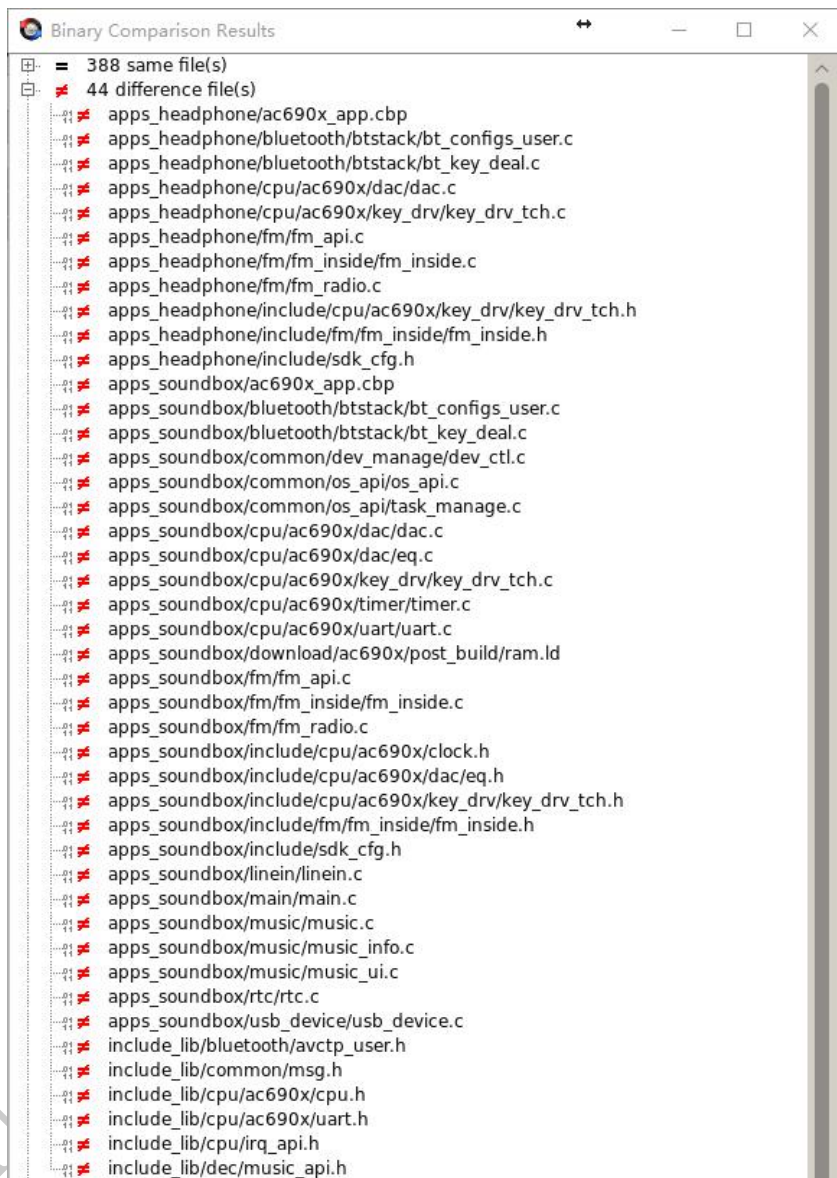 Binary Comparison Results
= 388 same file(s)
≠ 44 difference file(s)
≠ apps_headphone/ac690x_app.cbp
≠ apps_headphone/bluetooth/btstack/bt_configs_user.c
≠ apps_headphone/bluetooth/btstack/bt_key_deal.c
≠ apps_headphone/cpu/ac690x/dac/dac.c
≠ apps_headphone/cpu/ac690x/key_drv/key_drv_tch.c
≠ apps_headphone/fm/fm_api.c
≠ apps_headphone/fm/fm_inside/fm_inside.c
≠ apps_headphone/fm/fm_radio.c
≠ apps_headphone/include/cpu/ac690x/key_drv/key_drv_tch.h
≠ apps_headphone/include/fm/fm_inside/fm_inside.h
≠ apps_headphone/include/sdk_cfg.h
≠ apps_soundbox/ac690x_app.cbp
≠ apps_soundbox/bluetooth/btstack/bt_configs_user.c
≠ apps_soundbox/bluetooth/btstack/bt_key_deal.c
≠ apps_soundbox/common/dev_manage/dev_ctl.c
≠ apps_soundbox/common/os_api/os_api.c
≠ apps_soundbox/common/os_api/task_manage.c
≠ apps_soundbox/cpu/ac690x/dac/dac.c
≠ apps_soundbox/cpu/ac690x/dac/eq.c
≠ apps_soundbox/cpu/ac690x/key_drv/key_drv_tch.c
≠ apps_soundbox/cpu/ac690x/timer/timer.c
≠ apps_soundbox/cpu/ac690x/uart/uart.c
≠ apps_soundbox/download/ac690x/post_build/ram.ld
≠ apps_soundbox/fm/fm_api.c
≠ apps_soundbox/fm/fm_inside/fm_inside.c
≠ apps_soundbox/fm/fm_radio.c
≠ apps_soundbox/include/cpu/ac690x/clock.h
≠ apps_soundbox/include/cpu/ac690x/dac/eq.h
≠ apps_soundbox/include/cpu/ac690x/key_drv/key_drv_tch.h
≠ apps_soundbox/include/fm/fm_inside/fm_inside.h
≠ apps_soundbox/include/sdk_cfg.h
≠ apps_soundbox/linein/linein.c
≠ apps_soundbox/main/main.c
≠ apps_soundbox/music/music.c
≠ apps_soundbox/music/music_info.c
≠ apps_soundbox/music/music_ui.c
≠ apps_soundbox/rtc/rtc.c
≠ apps_soundbox/usb_device/usb_device.c
≠ include_lib/bluetooth/avctp_user.h
≠ include_lib/common/msg.h
≠ include_lib/cpu/ac690x/cpu.h
≠ include_lib/cpu/ac690x/uart.h
≠ include_lib/cpu/irq_api.h
≠ include_lib/dec/music_api.h